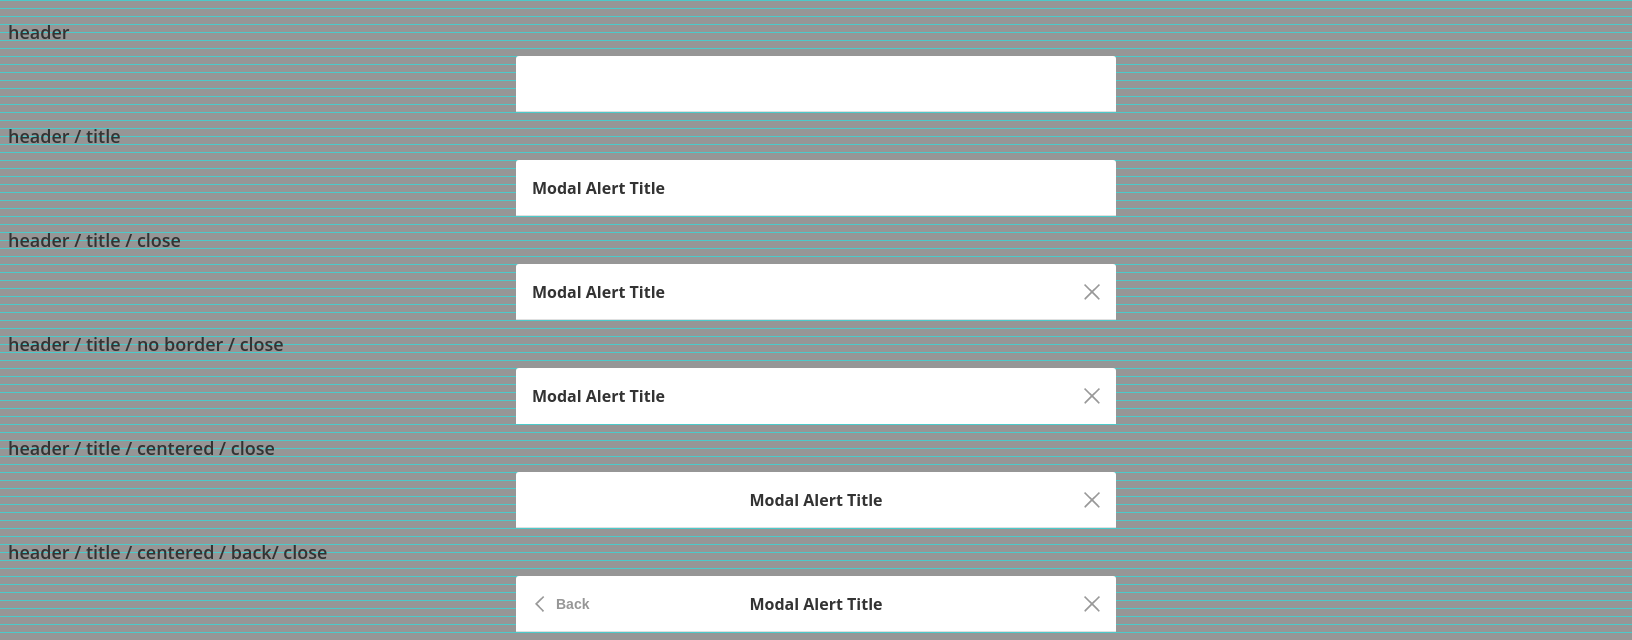 header
header / title
Modal Alert Title
header / title / close
Modal Alert Title
header / title / no border / close
Modal Alert Title
header / title / centered / close
Modal Alert Title
header / title / centered / back/ close
Back Modal Alert Title